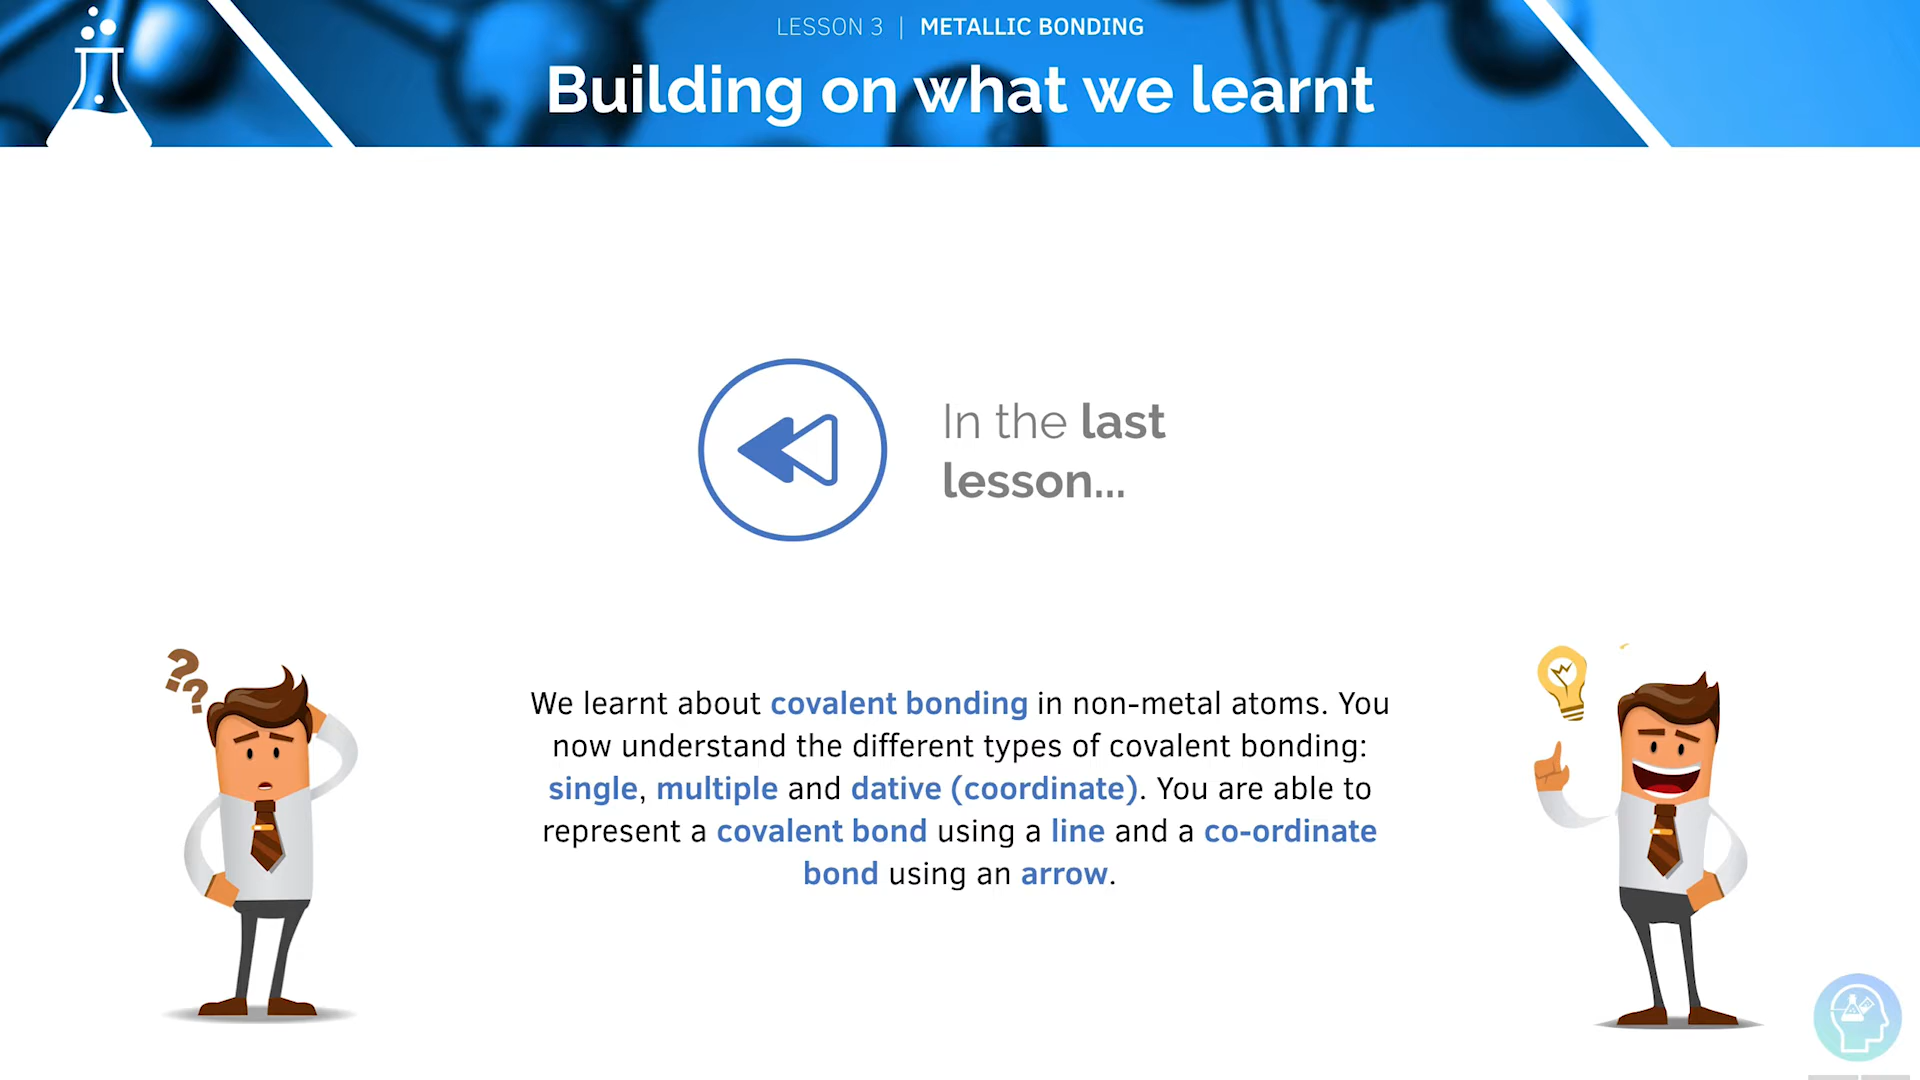 LESSON 3 | METALLIC BONDING
Building on what we learnt
In the last
lesson...
??
We learnt about covalent bonding in non-metal atoms. You
now understand the different types of covalent bonding:
single, multiple and dative (coordinate). You are able to
represent a covalent bond using a line and a co-ordinate
bond using an arrow.